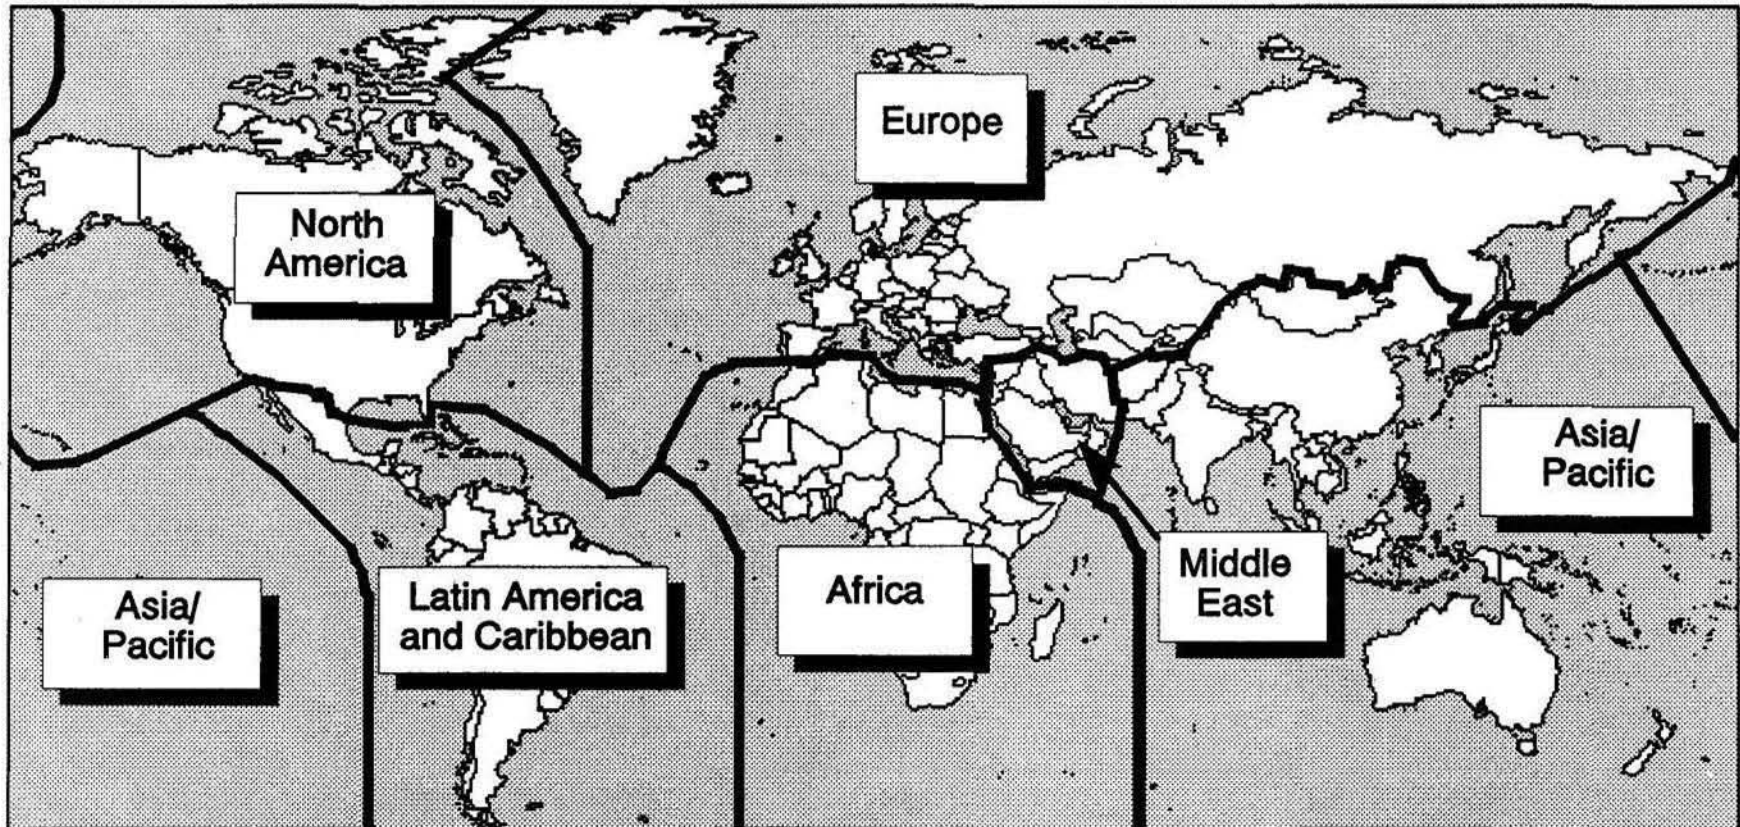 Europe
North
America
Asia/
Pacific
Asia/
Pacific
Latin America
and Caribbean
Africa
Middle
East